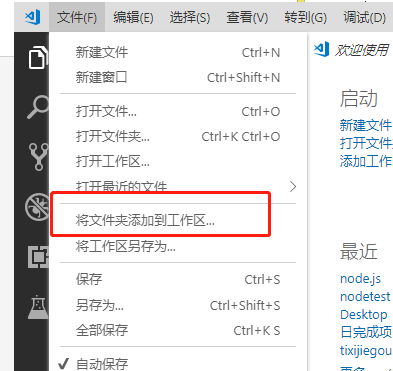 文件(F) 编辑(E) 选择(S) 查看(V) 转到(G) 调试(D)
新建文件 Ctrl+N
新建窗口 Ctrl+Shift+N
打开文件... Ctrl+O
打开文件夹... Ctrl+K Ctrl+O
打开工作区...
打开最近的文件
将文件夹添加到工作区...
将工作区另存为...
保存 Ctrl+S
另存为... Ctrl+Shift+S
全部保存 Ctrl+K S
✓ 自动保存
欢迎使用
启动
新建文件
打开文件
添加工作
最近
node.js
nodetest
Desktop
日完成项
tixijiegou